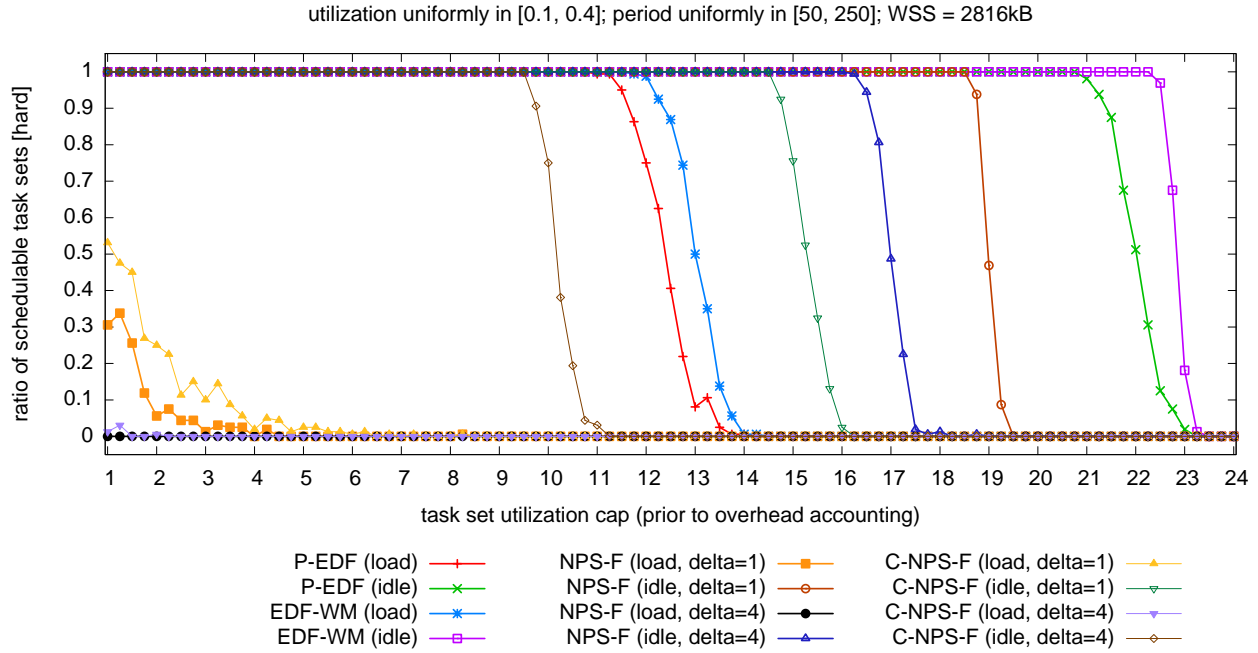 utilization uniformly in [0.1, 0.4]; period uniformly in [50, 250]; WSS = 2816kB
ratio of schedulable task sets [hard]
1
0.9
0.8
0.7
0.6
0.5
0.4
0.3
0.2
0.1
0
1 2 3 4 5 6 7 8 9 10 11 12 13 14 15 16 17 18 19 20 21 22 23 24
task set utilization cap (prior to overhead accounting)
P-EDF (load)
P-EDF (idle)
EDF-WM (load)
EDF-WM (idle)
NPS-F (load, delta=1)
NPS-F (idle, delta=1)
NPS-F (load, delta=4)
NPS-F (idle, delta=4)
C-NPS-F (load, delta=1)
C-NPS-F (idle, delta=1)
C-NPS-F (load, delta=4)
C-NPS-F (idle, delta=4)